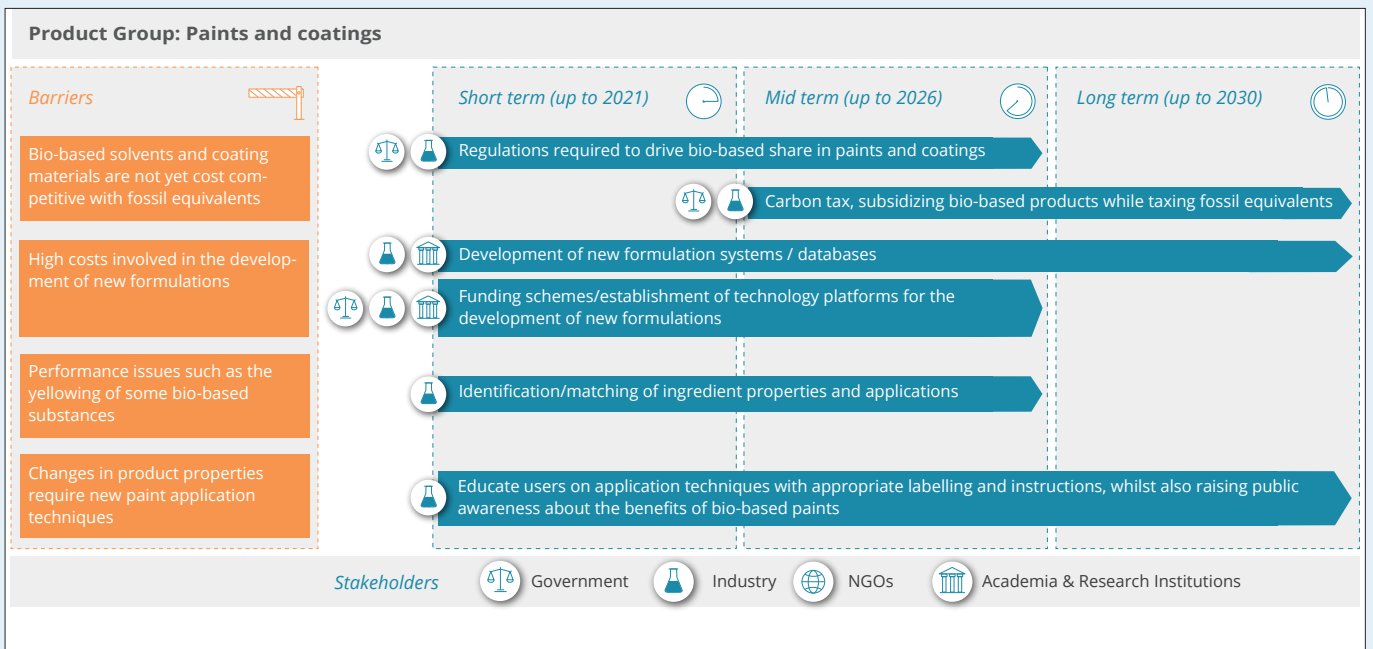 Product Group: Paints and coatings
Barriers
Short term (up to 2021)
Mid term (up to 2026)
Long term (up to 2030)
Bio-based solvents and coating
materials are not yet cost com-
petitive with fossil equivalents
Regulations required to drive bio-based share in paints and coatings
Carbon tax, subsidizing bio-based products while taxing fossil equivalents
High costs involved in the develop-
ment of new formulations
Development of new formulation systems / databases
Funding schemes/establishment of technology platforms for the
development of new formulations
Performance issues such as the
yellowing of some bio-based
substances
Identification/matching of ingredient properties and applications
Changes in product properties
require new paint application
techniques
Educate users on application techniques with appropriate labelling and instructions, whilst also raising public
awareness about the benefits of bio-based paints
Stakeholders
Government
Industry
NGOs
Academia & Research Institutions